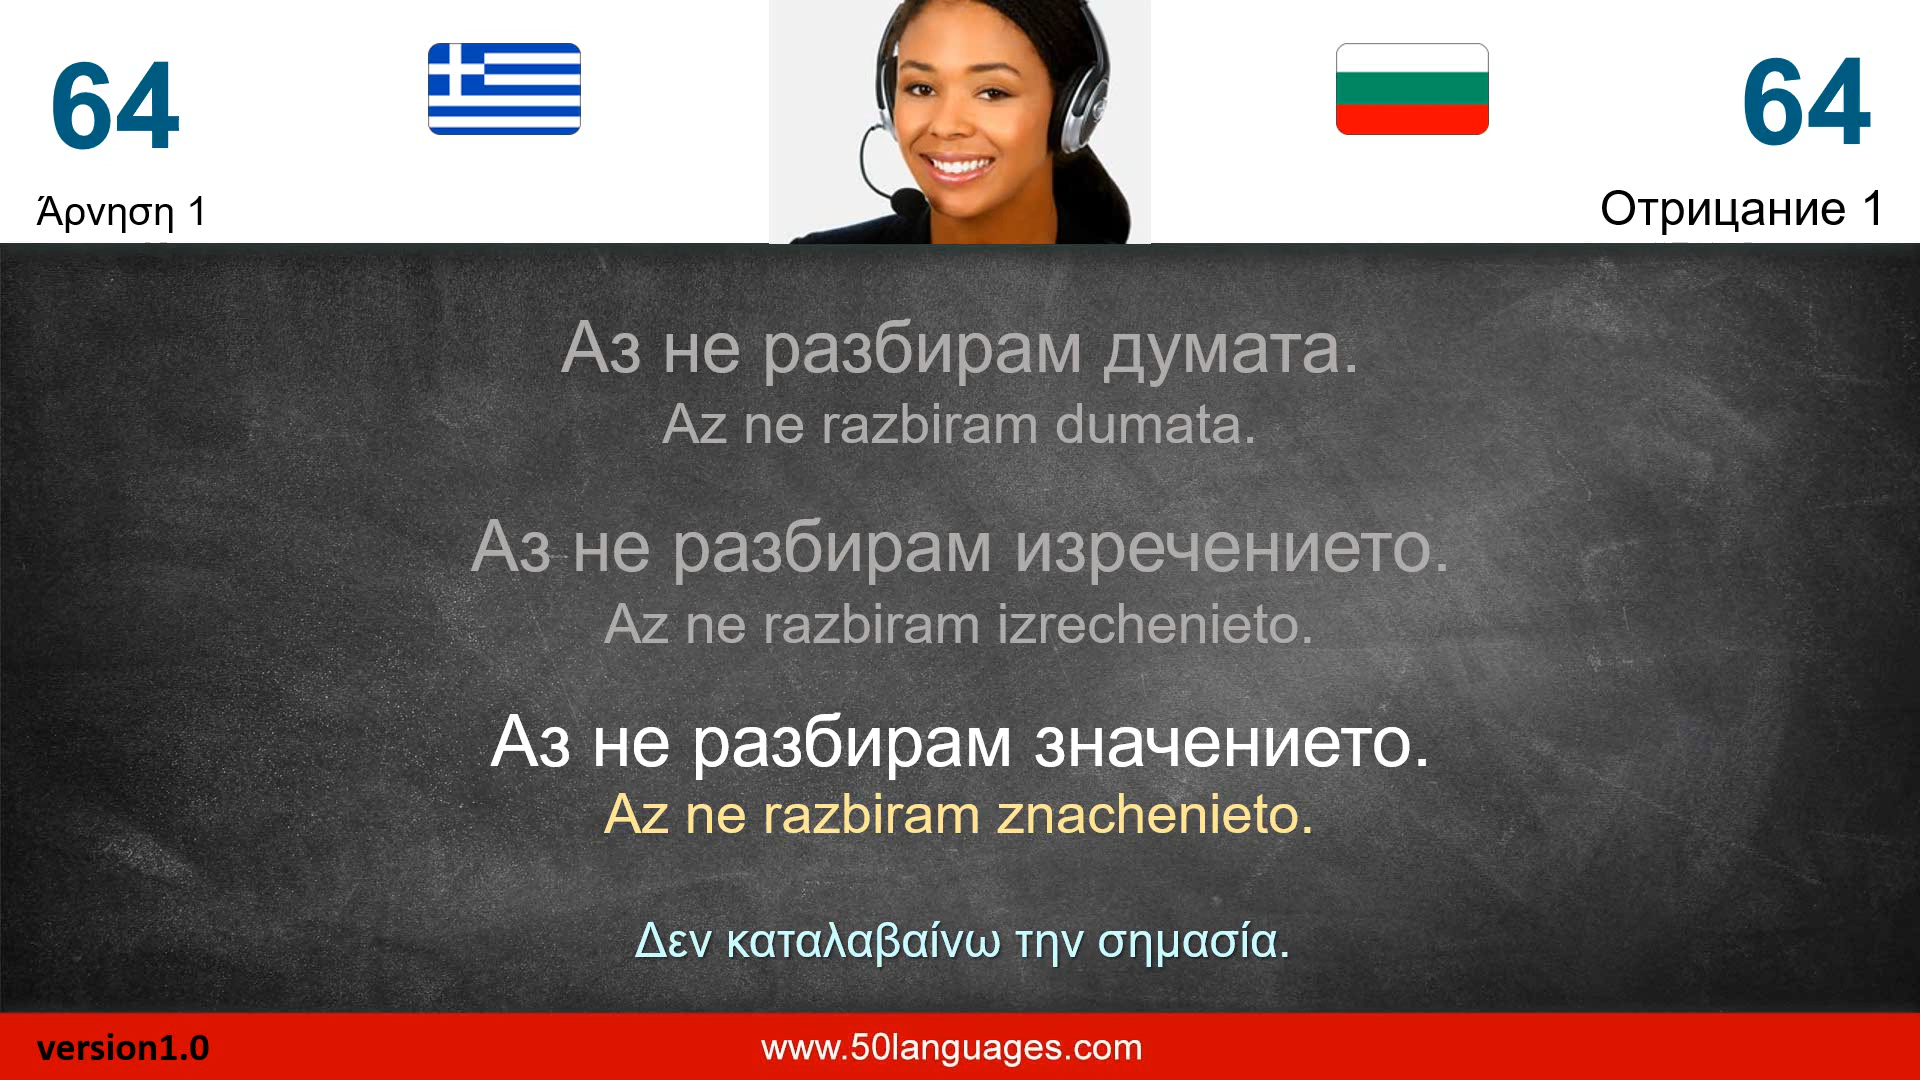 64
64
Άρνηση 1
Отрицание 1
Аз не разбирам думата.
Az ne razbiram dumata.
Аз не разбирам изречението.
Az ne razbiram izrechenieto.
Аз не разбирам значението.
Az ne razbiram znachenieto.
Δεν καταλαβαίνω την σημασία.
version1.0
www.50languages.com